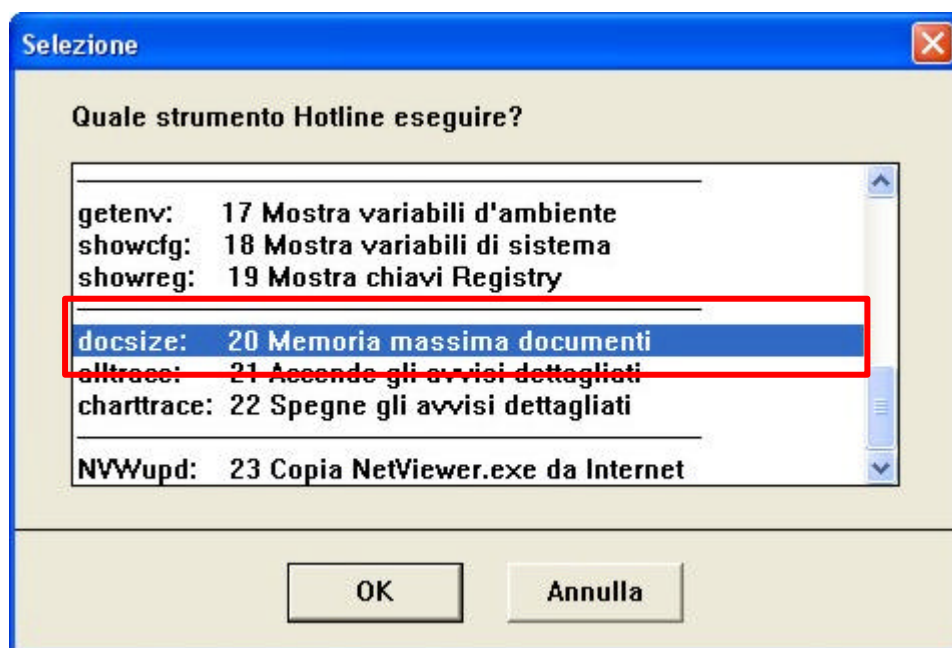 Selezione
Quale strumento Hotline eseguire?
getenv: 17 Mostra variabili d'ambiente
showcfg: 18 Mostra variabili di sistema
showreg: 19 Mostra chiavi Registry
docsize: 20 Memoria massima documenti
alltrace: 21 Accende gli avvisi dettagliati
charttrace: 22 Spegne gli avvisi dettagliati
NVWupd: 23 Copia NetViewer.exe da Internet
OK Annulla